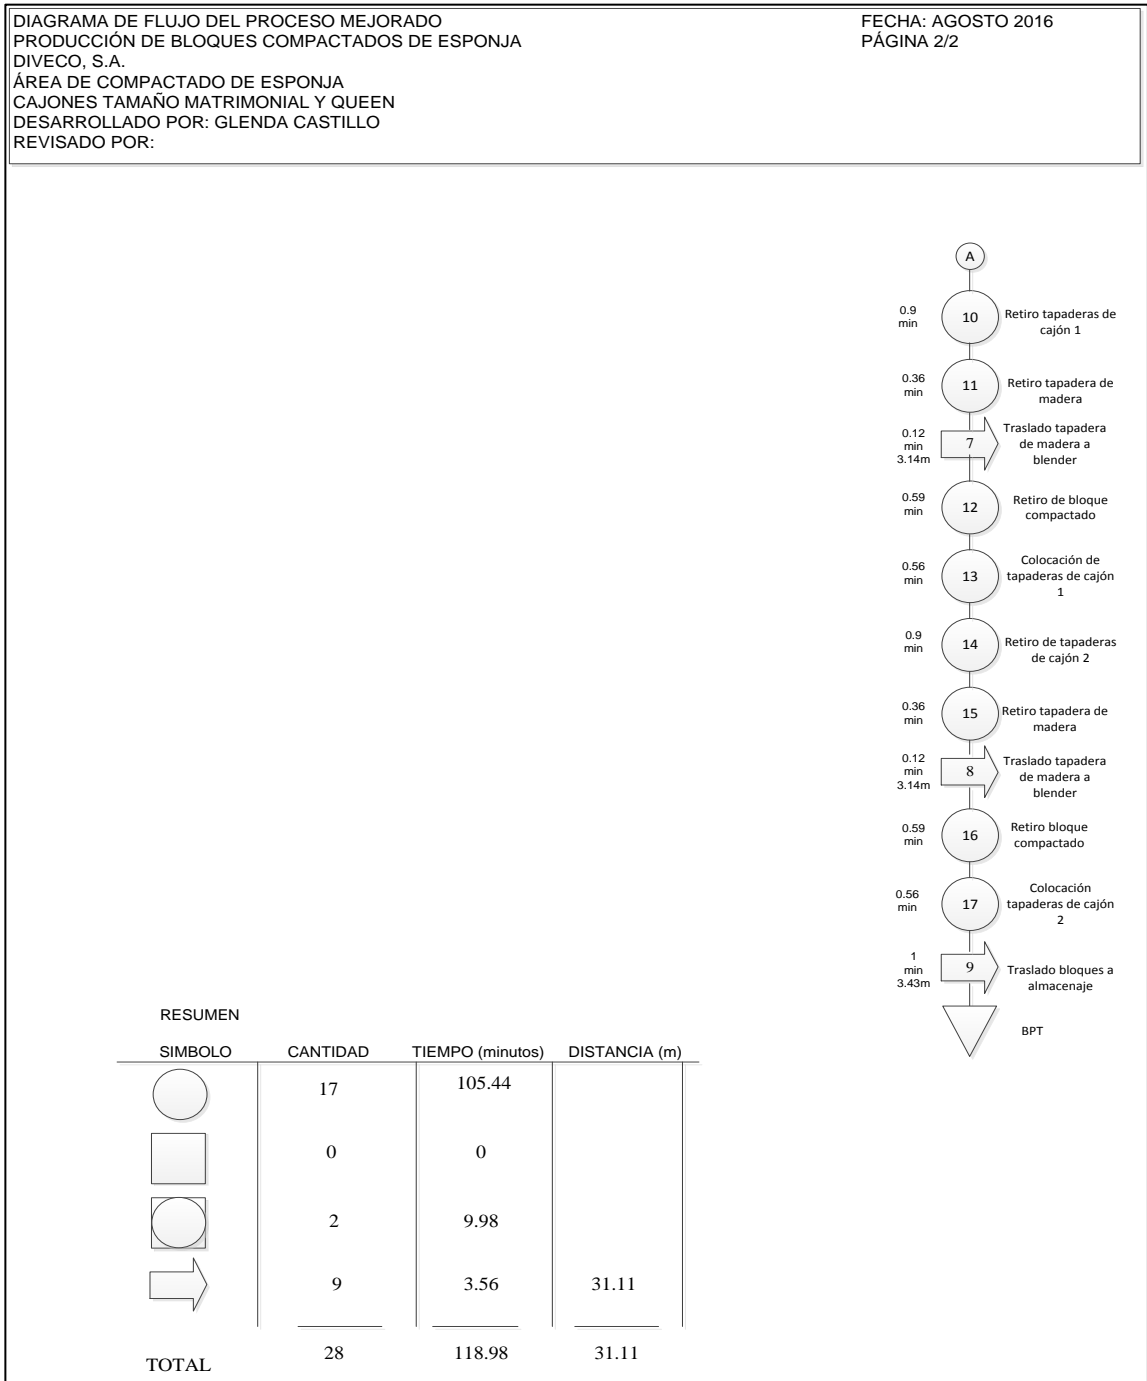 DIAGRAMA DE FLUJO DEL PROCESO MEJORADO
FECHA: AGOSTO 2016
PRODUCCIÓN DE BLOQUES COMPACTADOS DE ESPONJA
PÁGINA 2/2
DIVECO, S.A.
ÁREA DE COMPACTADO DE ESPONJA
CAJONES TAMAÑO MATRIMONIAL Y QUEEN
DESARROLLADO POR: GLENDA CASTILLO
REVISADO POR:
A
0.9
min
10
Retiro tapaderas de
cajón 1
0.36
min
11
Retiro tapadera de
madera
0.12
min
3.14m
7
Traslado tapadera
de madera a
blender
0.59
min
12
Retiro de bloque
compactado
0.56
min
13
Colocación de
tapaderas de cajón
1
0.9
min
14
Retiro de tapaderas
de cajón 2
0.36
min
15
Retiro tapadera de
madera
0.12
min
3.14m
8
Traslado tapadera
de madera a
blender
0.59
min
16
Retiro bloque
compactado
0.56
min
17
Colocación
tapaderas de cajón
2
1
min
3.43m
9
Traslado bloques a
almacenaje
BPT
RESUMEN
SIMBOLO CANTIDAD TIEMPO (minutos) DISTANCIA (m)
17 105.44
0 0
2 9.98
9 3.56 31.11
TOTAL 28 118.98 31.11